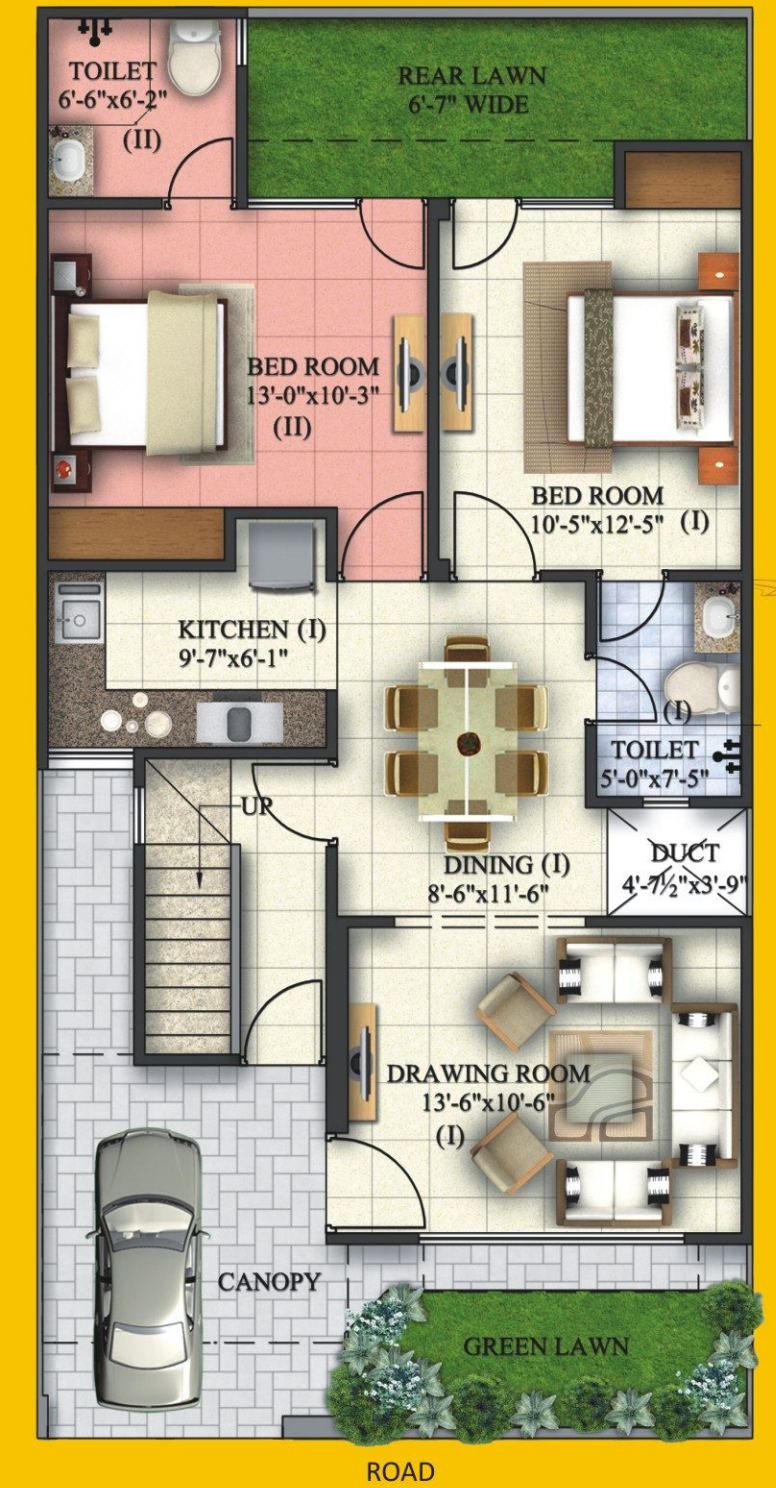 TOILET
6'-6"x6'-2"
(II)
REAR LAWN
6'-7" WIDE
BED ROOM
13'-0"x10'-3"
(II)
BED ROOM
10'-5"x12'-5" (I)
KITCHEN (I)
9'-7"x6'-1"
(I)
TOILET
5'-0"x7'-5"
UP
DINING (I)
8'-6"x11'-6"
DUCT
4'-7½"x3'-9"
DRAWING ROOM
13'-6"x10'-6"
(I)
CANOPY
GREEN LAWN
ROAD